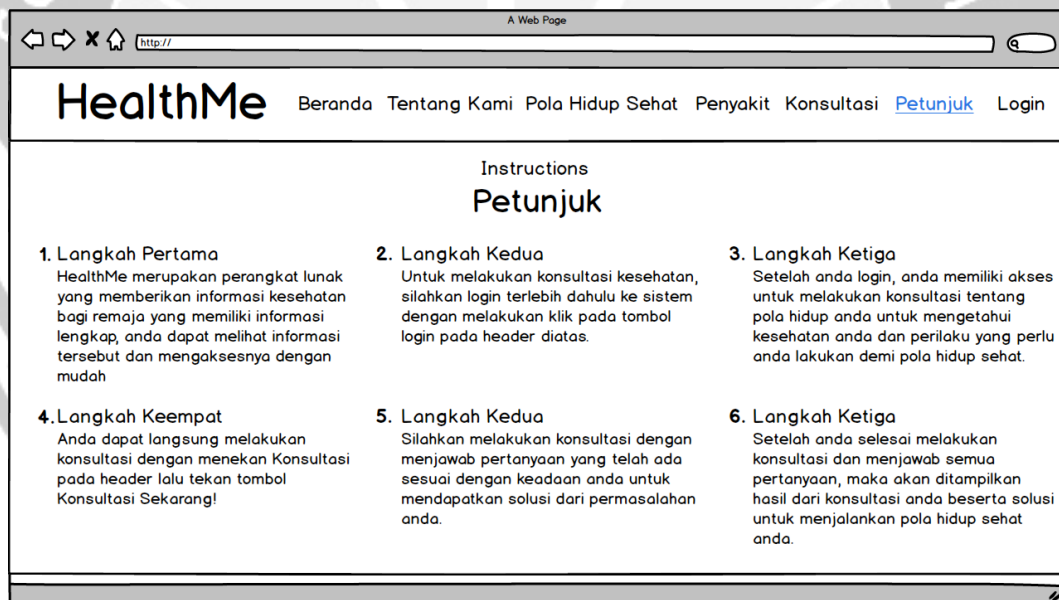 A Web Page
http://
HealthMe
Beranda Tentang Kami Pola Hidup Sehat Penyakit Konsultasi Petunjuk Login
Instructions
Petunjuk
1. Langkah Pertama
HealthMe merupakan perangkat lunak
yang memberikan informasi kesehatan
bagi remaja yang memiliki informasi
lengkap, anda dapat melihat informasi
tersebut dan mengaksesnya dengan
mudah
2. Langkah Kedua
Untuk melakukan konsultasi kesehatan,
silahkan login terlebih dahulu ke sistem
dengan melakukan klik pada tombol
login pada header diatas.
3. Langkah Ketiga
Setelah anda login, anda memiliki akses
untuk melakukan konsultasi tentang
pola hidup anda untuk mengetahui
kesehatan anda dan perilaku yang perlu
anda lakukan demi pola hidup sehat.
4. Langkah Keempat
Anda dapat langsung melakukan
konsultasi dengan menekan Konsultasi
pada header lalu tekan tombol
Konsultasi Sekarang!
5. Langkah Kedua
Silahkan melakukan konsultasi dengan
menjawab pertanyaan yang telah ada
sesuai dengan keadaan anda untuk
mendapatkan solusi dari permasalahan
anda.
6. Langkah Ketiga
Setelah anda selesai melakukan
konsultasi dan menjawab semua
pertanyaan, maka akan ditampilkan
hasil dari konsultasi anda beserta solusi
untuk menjalankan pola hidup sehat
anda.